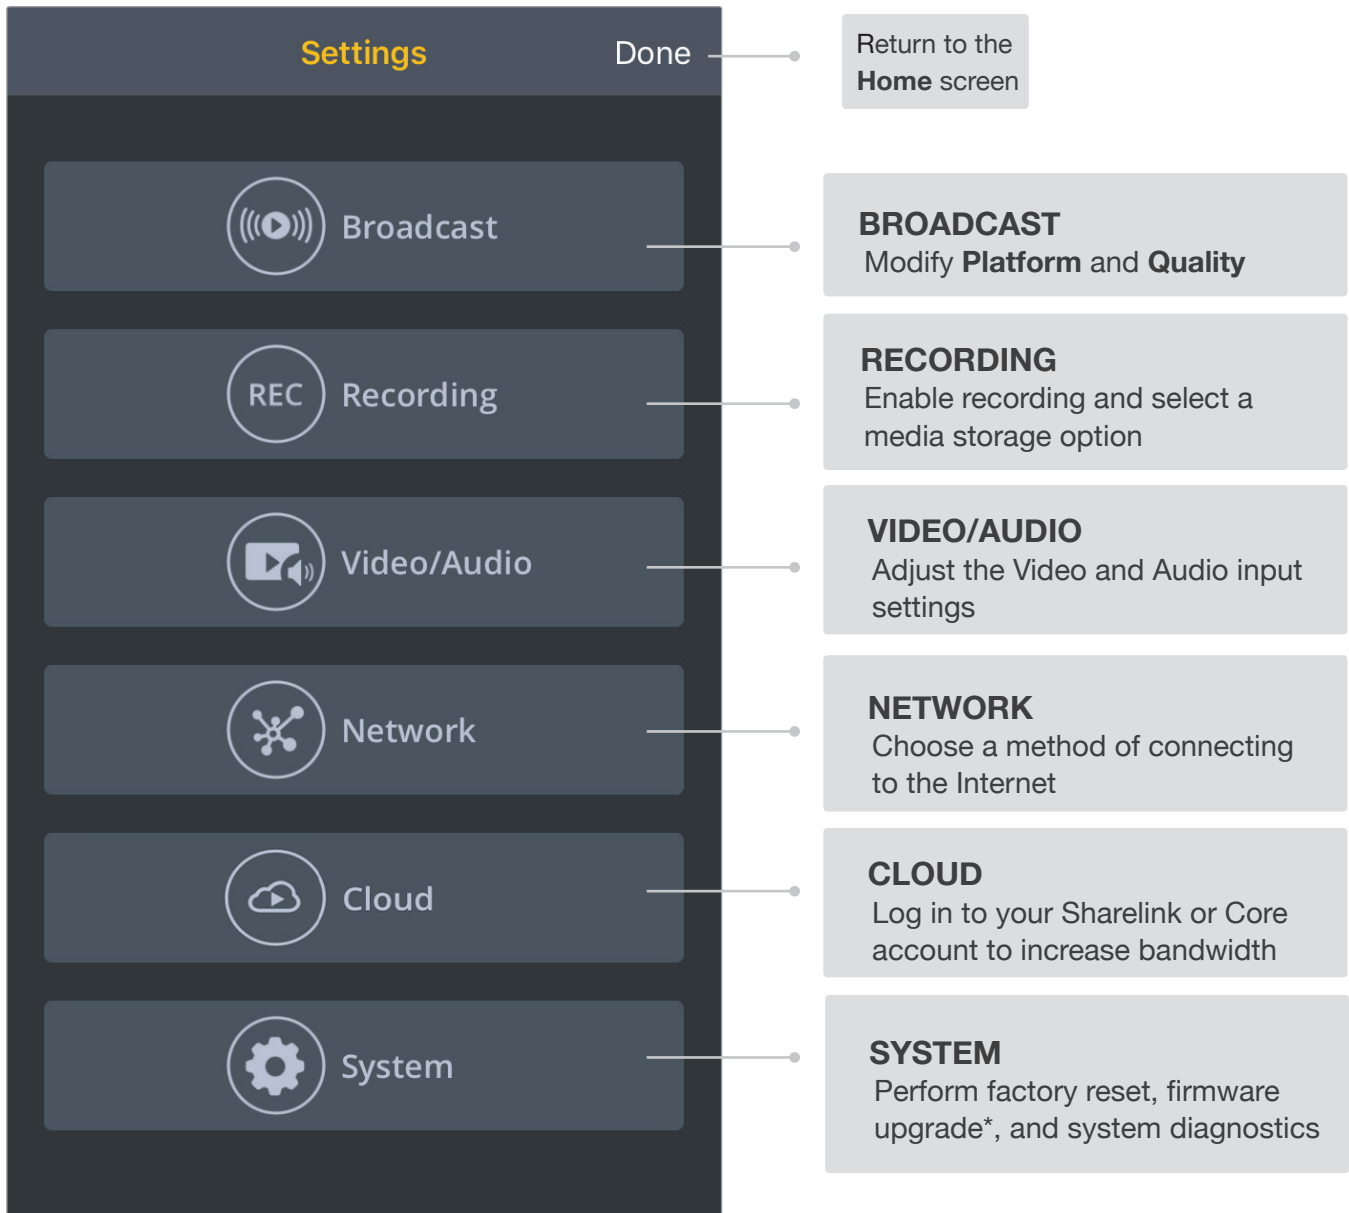 Settings
Done
Return to the
Home screen
Broadcast
BROADCAST
Modify Platform and Quality
REC
Recording
RECORDING
Enable recording and select a
media storage option
Video/Audio
VIDEO/AUDIO
Adjust the Video and Audio input
settings
Network
NETWORK
Choose a method of connecting
to the Internet
Cloud
CLOUD
Log in to your Sharelink or Core
account to increase bandwidth
System
SYSTEM
Perform factory reset, firmware
upgrade*, and system diagnostics